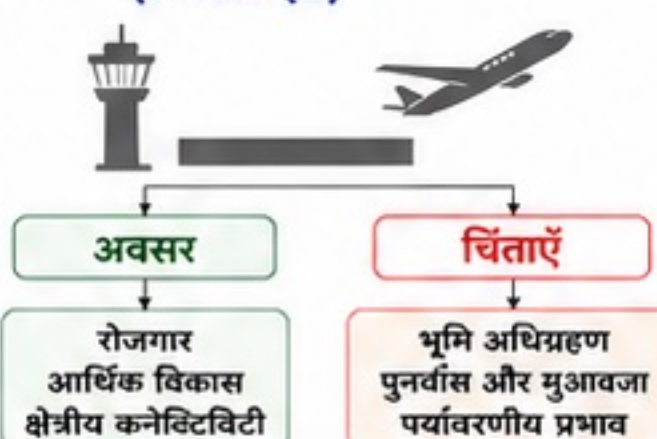 अवसर
चिंताएँ
रोजगार
आर्थिक विकास
क्षेत्रीय कनेक्टिविटी
भूमि अधिग्रहण
पुनर्वास और मुआवजा
पर्यावरणीय प्रभाव